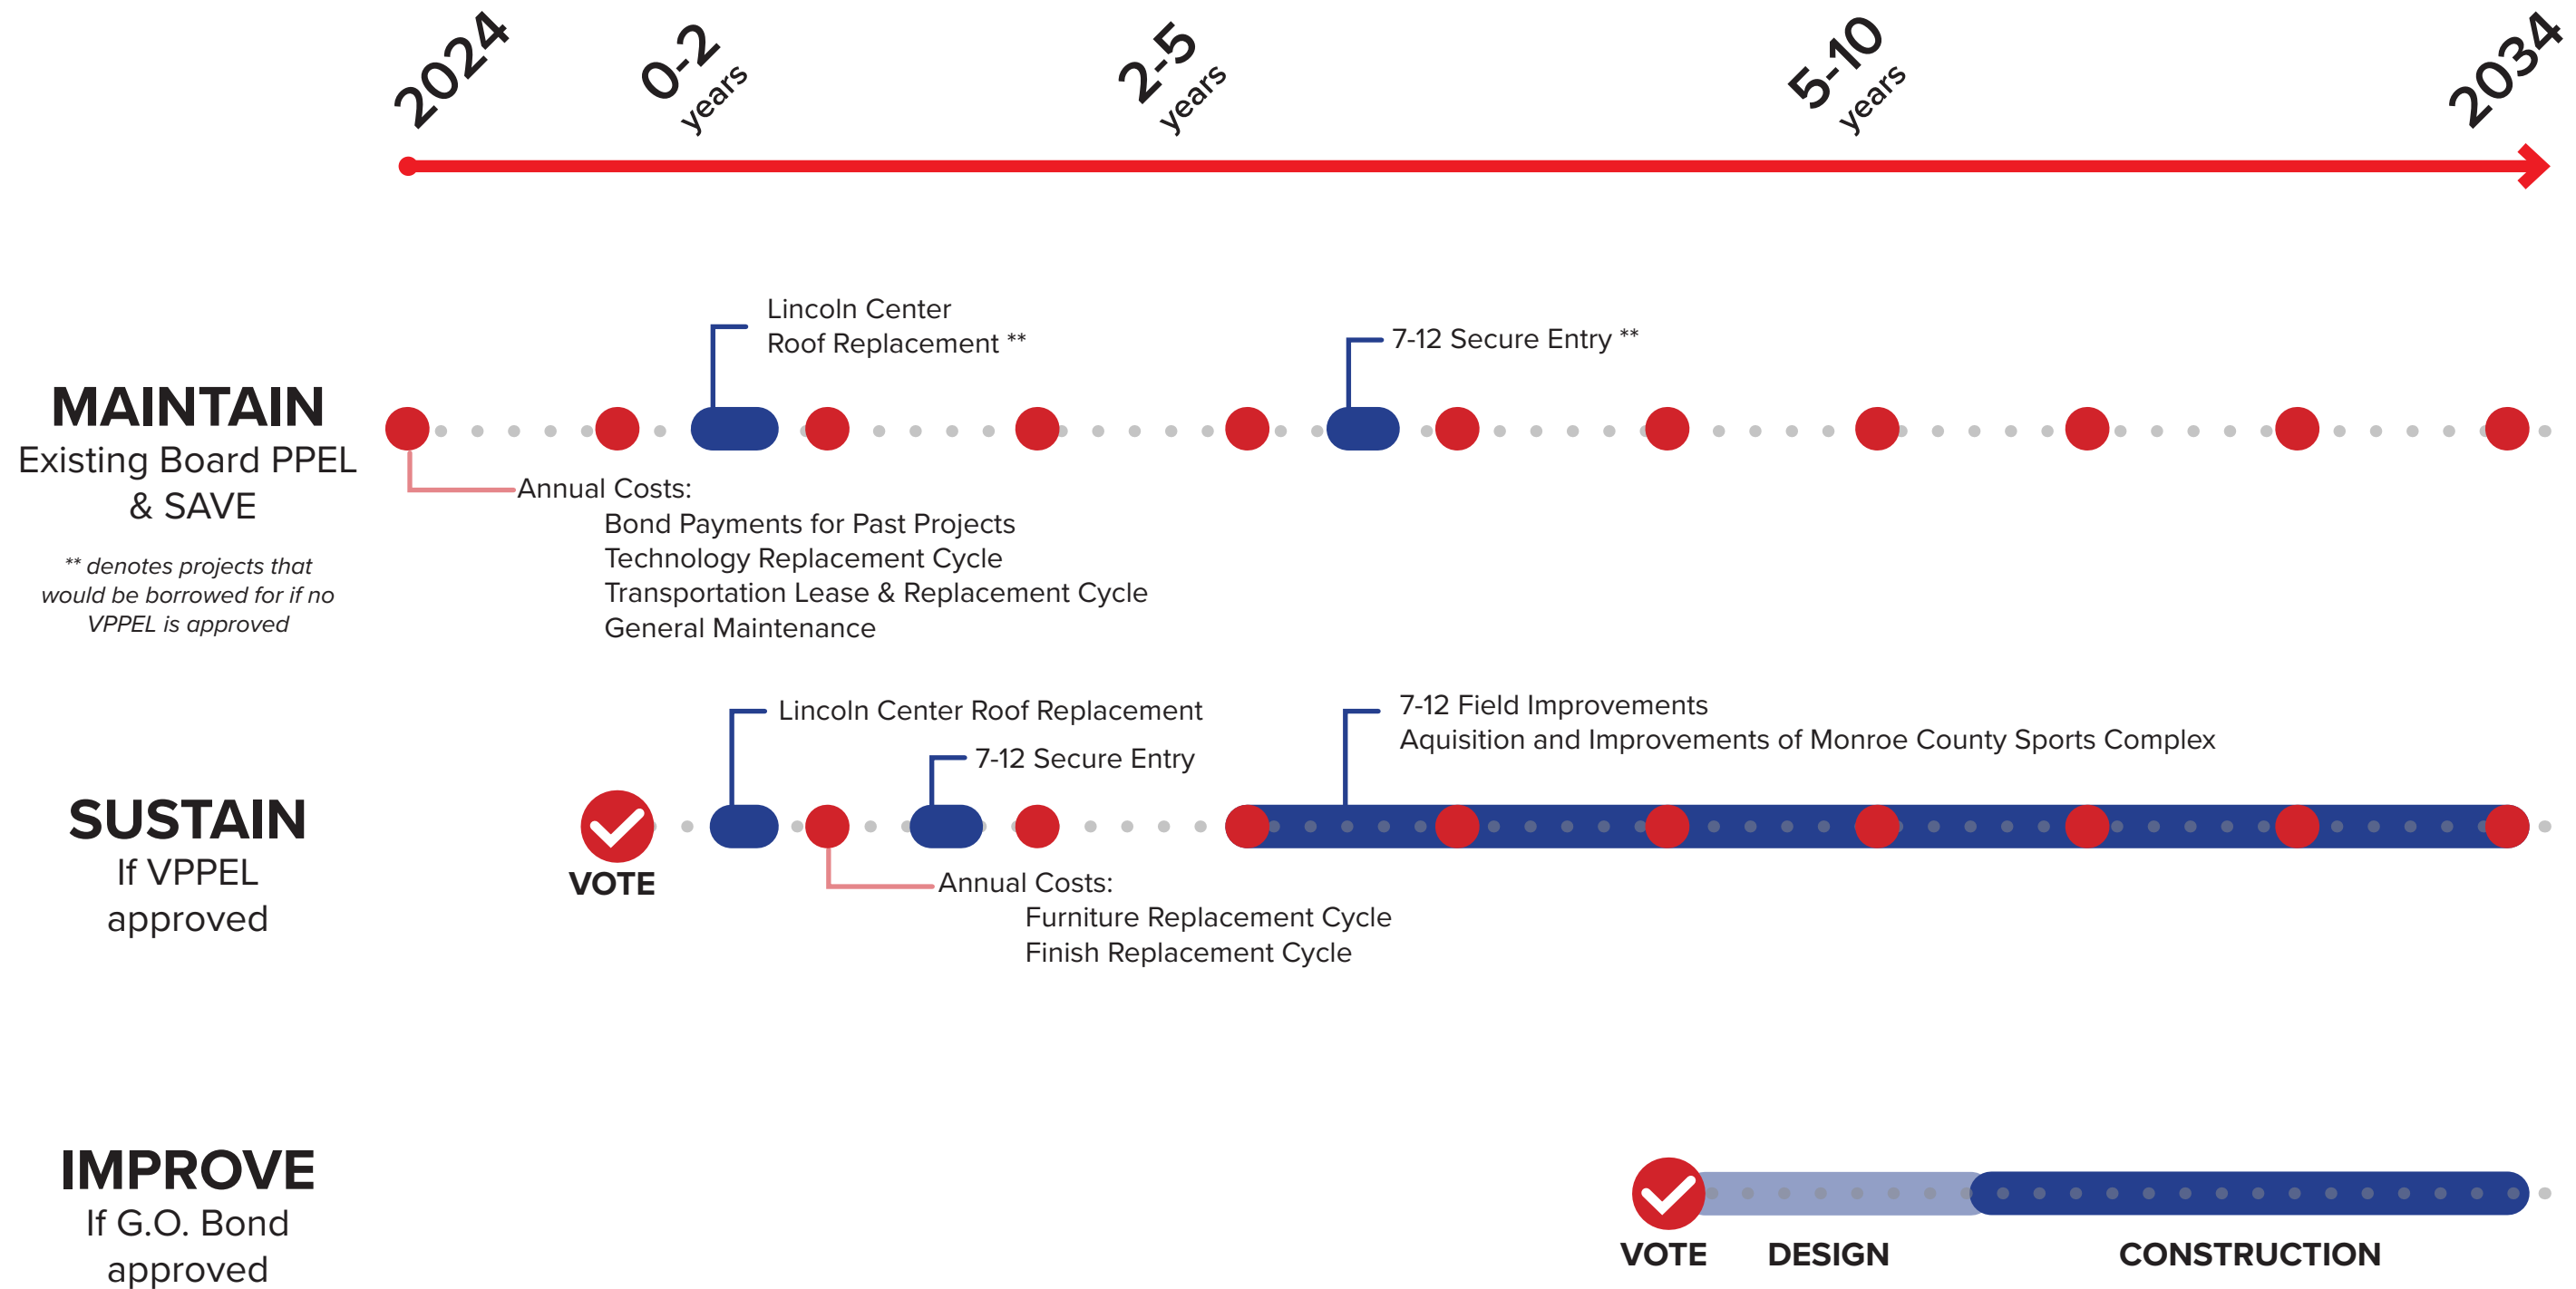 2024
0-2
years
2-5
years
5-10
years
2034
MAINTAIN
Existing Board PPEL
& SAVE
** denotes projects that
would be borrowed for if no
VPPEL is approved
Lincoln Center
Roof Replacement **
7-12 Secure Entry **
Annual Costs:
Bond Payments for Past Projects
Technology Replacement Cycle
Transportation Lease & Replacement Cycle
General Maintenance
SUSTAIN
If VPPEL
approved
VOTE
Lincoln Center Roof Replacement
7-12 Secure Entry
7-12 Field Improvements
Aquisition and Improvements of Monroe County Sports Complex
Annual Costs:
Furniture Replacement Cycle
Finish Replacement Cycle
IMPROVE
If G.O. Bond
approved
VOTE
DESIGN
CONSTRUCTION